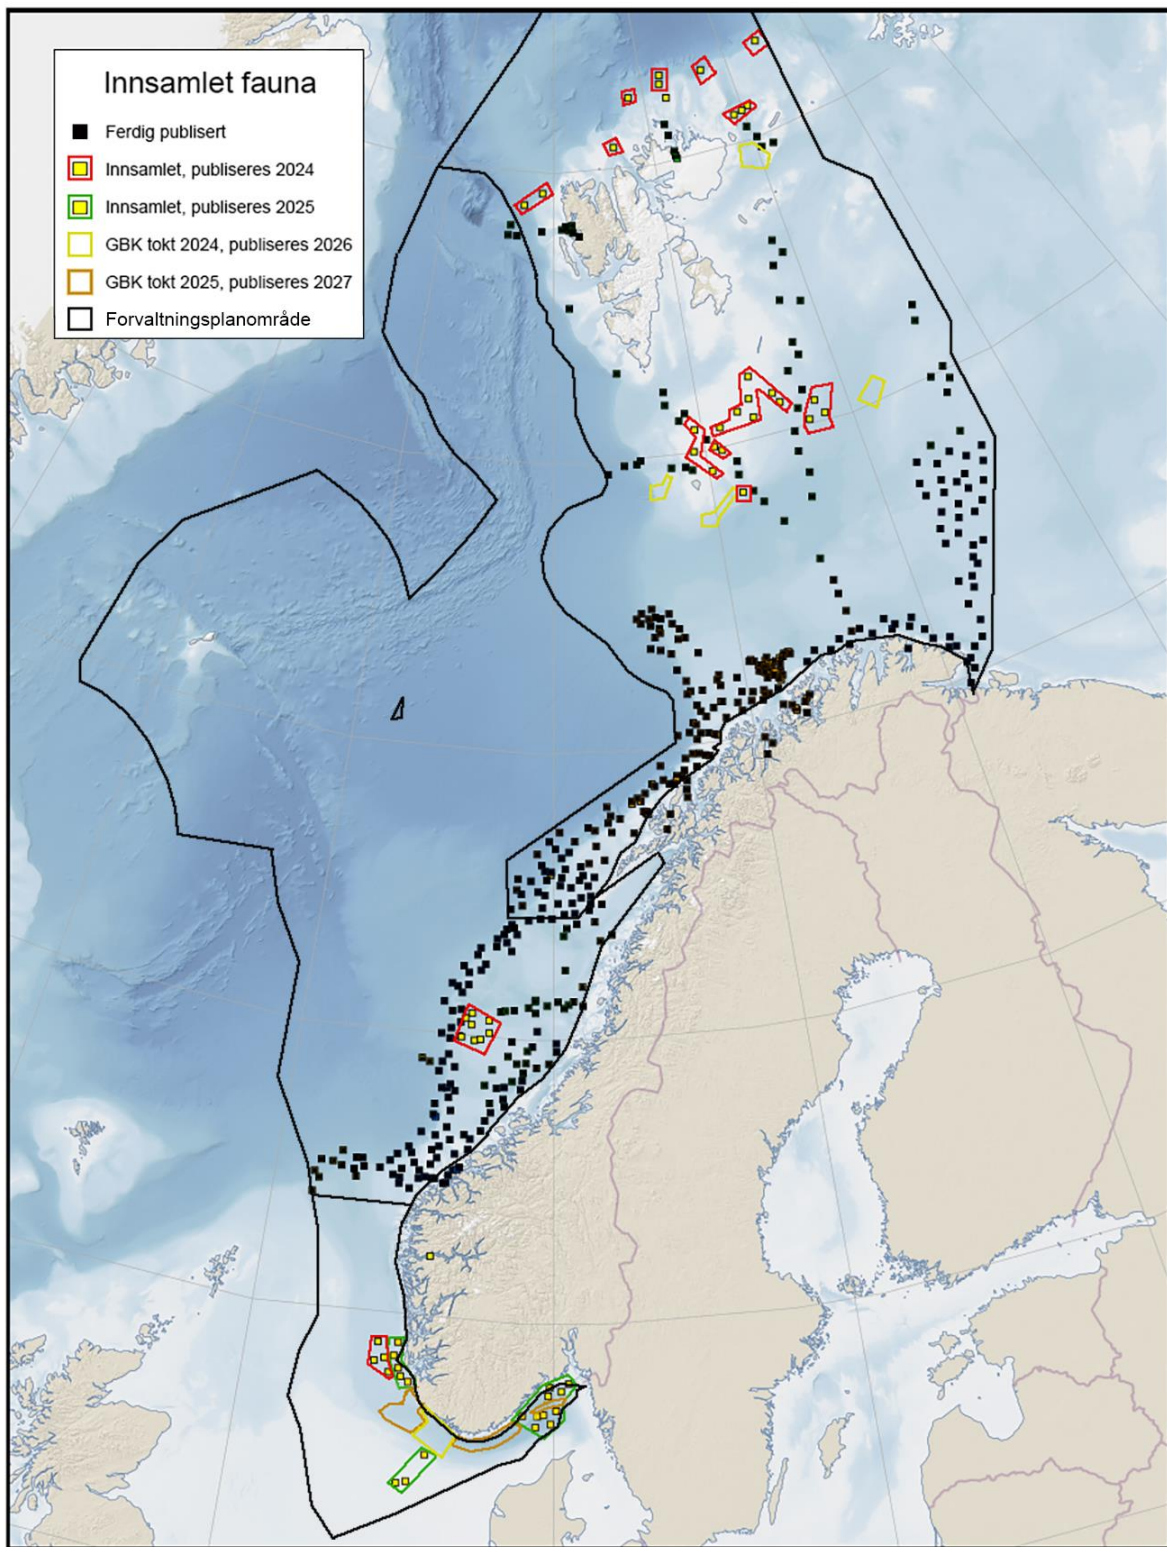 Innsamlet fauna
Ferdig publisert
Innsamlet, publiseres 2024
Innsamlet, publiseres 2025
GBK tokt 2024, publiseres 2026
GBK tokt 2025, publiseres 2027
Forvaltningsplanområde